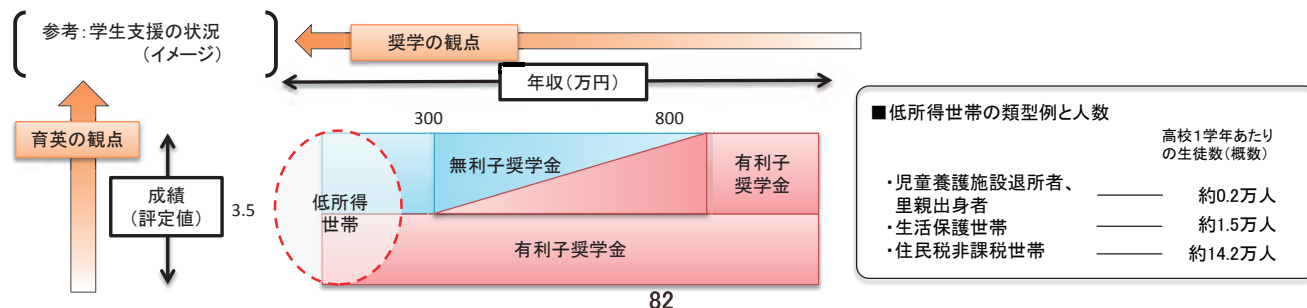 参考:学生支援の状況
(イメージ)
奨学の観点
年収(万円)
育英の観点
成績
(評定値)
3.5
300
800
無利子奨学金
有利子
奨学金
低所得
世帯
有利子奨学金
■低所得世帯の類型例と人数
高校1学年あたり
の生徒数(概数)
・児童養護施設退所者、
里親出身者
約0.2万人
・生活保護世帯
約1.5万人
・住民税非課税世帯
約14.2万人
82